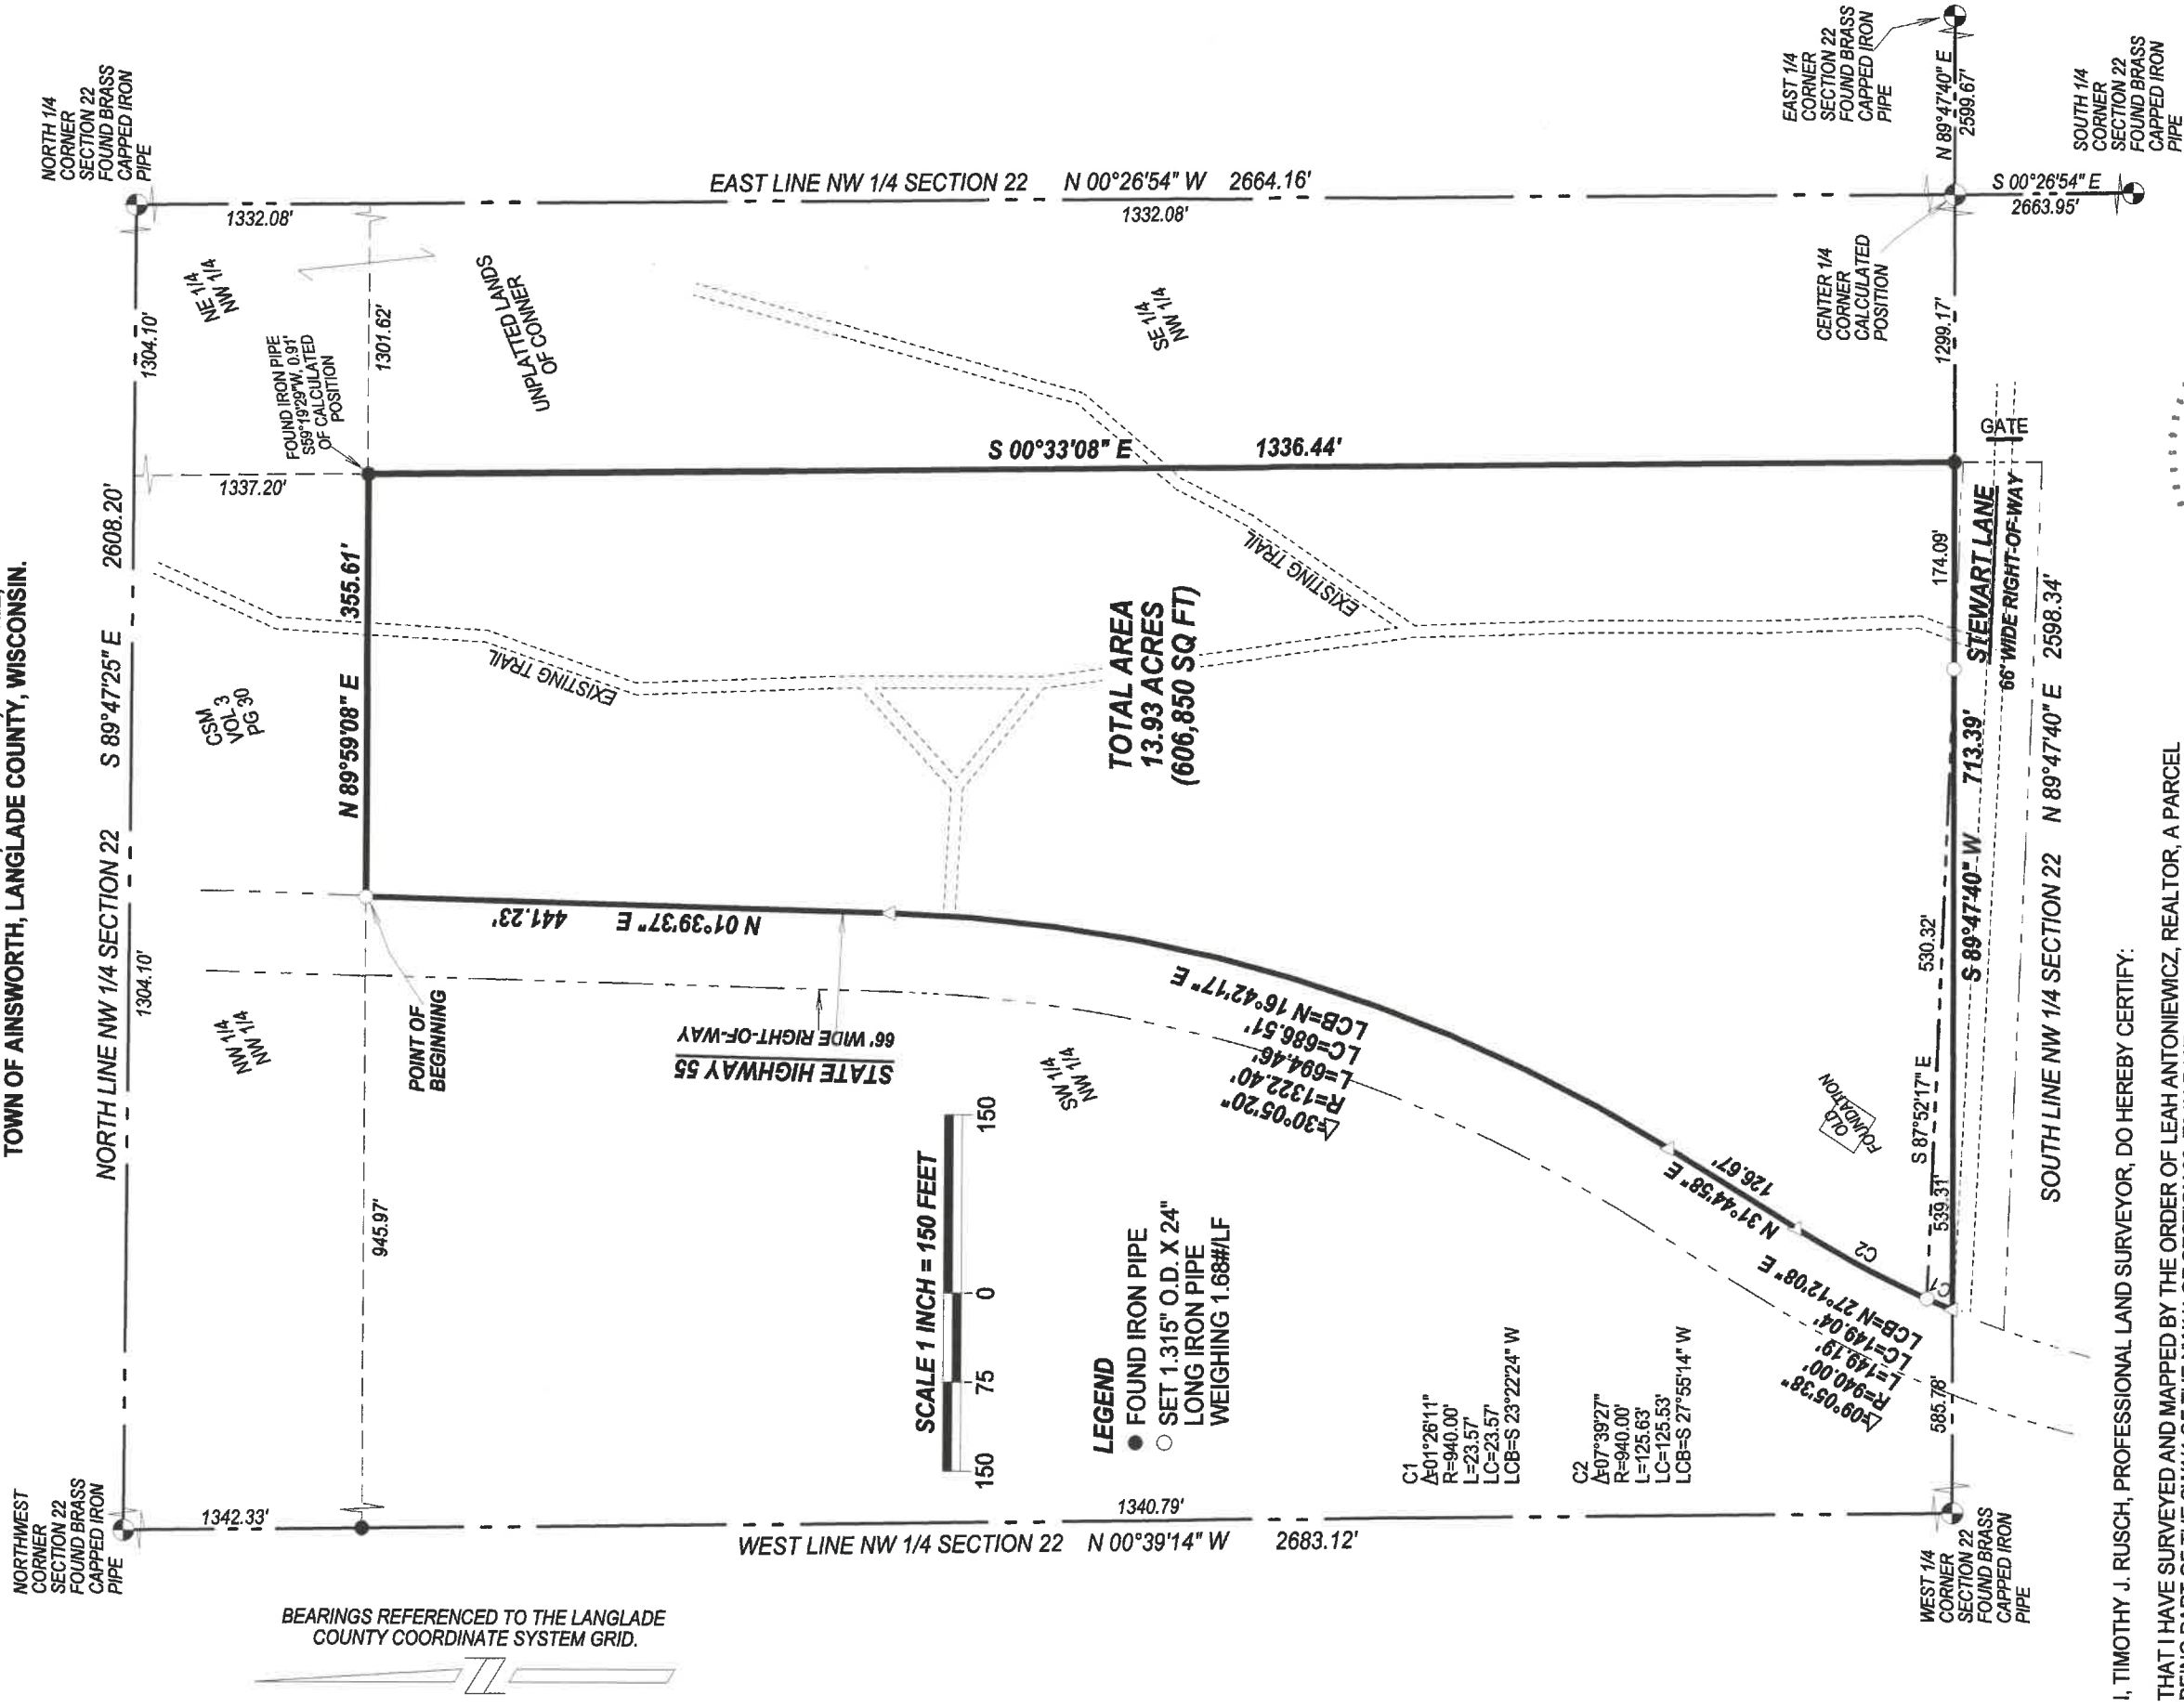 TOWN OF AINSWORTH, LANGLADE COUNTY, WISCONSIN.
NORTHWEST
CORNER
SECTION 22
FOUND BRASS
CAPPED IRON
PIPE
NORTH 1/4
CORNER
SECTION 22
FOUND BRASS
CAPPED IRON
PIPE
NORTH LINE NW 1/4 SECTION 22 S 89°47'25" E 2608.20'
1304.10'
1304.10'
1342.33'
NW 1/4
NW 1/4
CSM
VOL 3
PG 30
1337.20'
NE 1/4
NW 1/4
1332.08'
FOUND IRON PIPE
S59°19'29"W, 0.91'
OF CALCULATED
POSITION
945.97'
N 89°59'08" E 355.61'
1301.62'
POINT OF
BEGINNING
UNPLATTED LANDS
OF CONNER
BEARINGS REFERENCED TO THE LANGLADE
COUNTY COORDINATE SYSTEM GRID.
N 01°39'37" E 441.23'
EXISTING TRAIL
STATE HIGHWAY 55
66' WIDE RIGHT-OF-WAY
WEST LINE NW 1/4 SECTION 22 N 00°39'14" W 2683.12'
1340.79'
EAST LINE NW 1/4 SECTION 22 N 00°26'54" W 2664.16'
1332.08'
S 00°33'08" E 1336.44'
SCALE 1 INCH = 150 FEET
150 75 0 150
SW 1/4
NW 1/4
SE 1/4
NW 1/4
TOTAL AREA
13.93 ACRES
(606,850 SQ FT)
EXISTING TRAIL
LEGEND
FOUND IRON PIPE
SET 1.315" O.D. X 24"
LONG IRON PIPE
WEIGHING 1.68#/LF
Δ=30°05'20"
R=1322.40'
L=694.46'
LC=686.51'
LCB=N 16°42'17" E
C1
Δ=01°26'11"
R=940.00'
L=23.57'
LC=23.57'
LCB=S 23°22'24" W
C2
Δ=07°39'27"
R=940.00'
L=125.63'
LC=125.53'
LCB=S 27°55'14" W
N 31°44'58" E
126.67'
OLD
FOUNDATION
C2
C1
Δ=09°05'38"
R=940.00'
L=149.19'
LC=149.04'
LCB=N 27°12'08" E
S 87°52'17" E
530.32'
174.09'
539.31'
585.78'
S 89°47'40" W 713.39'
1299.17'
STEWART LANE
66' WIDE RIGHT-OF-WAY
GATE
WEST 1/4
CORNER
SECTION 22
FOUND BRASS
CAPPED IRON
PIPE
CENTER 1/4
CORNER
CALCULATED
POSITION
EAST 1/4
CORNER
SECTION 22
FOUND BRASS
CAPPED IRON
PIPE
N 89°47'40" E
2599.67'
S 00°26'54" E
2663.95'
SOUTH 1/4
CORNER
SECTION 22
FOUND BRASS
CAPPED IRON
PIPE
SOUTH LINE NW 1/4 SECTION 22 N 89°47'40" E 2598.34'
I, TIMOTHY J. RUSCH, PROFESSIONAL LAND SURVEYOR, DO HEREBY CERTIFY:
THAT I HAVE SURVEYED AND MAPPED BY THE ORDER OF LEAH ANTONIEWICZ, REALTOR, A PARCEL